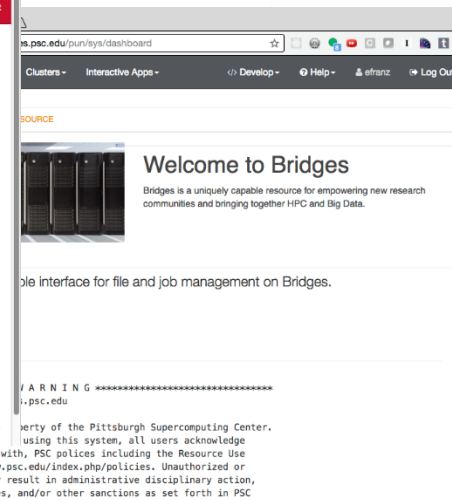 es.psc.edu/pun/sys/dashboard
Clusters Interactive Apps </> Develop Help efranz Log Out
SOURCE
Welcome to Bridges
Bridges is a uniquely capable resource for empowering new research
communities and bringing together HPC and Big Data.
ble interface for file and job management on Bridges.
W A R N I N G *********************************
s.psc.edu
perty of the Pittsburgh Supercomputing Center.
using this system, all users acknowledge
with, PSC polices including the Resource Use
w.psc.edu/index.php/policies. Unauthorized or
r result in administrative disciplinary action,
es, and/or other sanctions as set forth in PSC